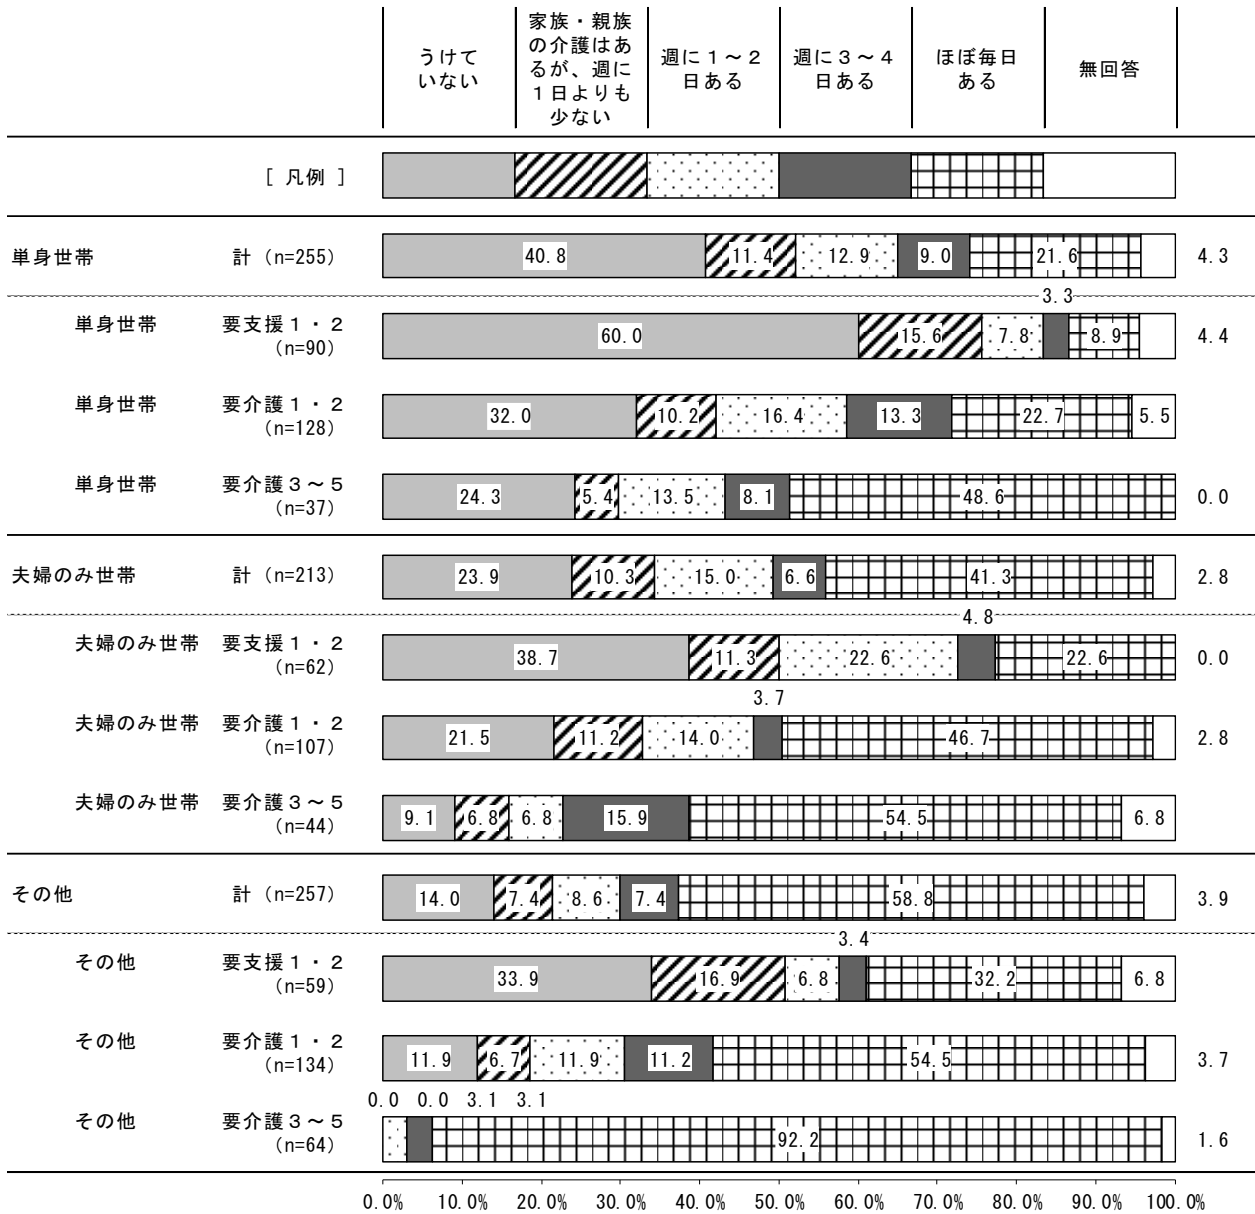 うけて
いない
家族・親族
の介護はあ
るが、週に
１日よりも
少ない
週に１～２
日ある
週に３～４
日ある
ほぼ毎日
ある
無回答
[ 凡例 ]
単身世帯 計 (n=255) 40.8 11.4 12.9 9.0 21.6 4.3
3.3
単身世帯 要支援１・２ 60.0 15.6 7.8 8.9 4.4
(n=90)
単身世帯 要介護１・２ 32.0 10.2 16.4 13.3 22.7 5.5
(n=128)
単身世帯 要介護３～５ 24.3 5.4 13.5 8.1 48.6 0.0
(n=37)
夫婦のみ世帯 計 (n=213) 23.9 10.3 15.0 6.6 41.3 2.8
4.8
夫婦のみ世帯 要支援１・２ 38.7 11.3 22.6 22.6 0.0
(n=62)
3.7
夫婦のみ世帯 要介護１・２ 21.5 11.2 14.0 46.7 2.8
(n=107)
夫婦のみ世帯 要介護３～５ 9.1 6.8 6.8 15.9 54.5 6.8
(n=44)
その他 計 (n=257) 14.0 7.4 8.6 7.4 58.8 3.9
3.4
その他 要支援１・２ 33.9 16.9 6.8 32.2 6.8
(n=59)
その他 要介護１・２ 11.9 6.7 11.9 11.2 54.5 3.7
(n=134)
0.0 0.0 3.1 3.1
その他 要介護３～５ 92.2 1.6
(n=64)
0.0% 10.0% 20.0% 30.0% 40.0% 50.0% 60.0% 70.0% 80.0% 90.0% 100.0%